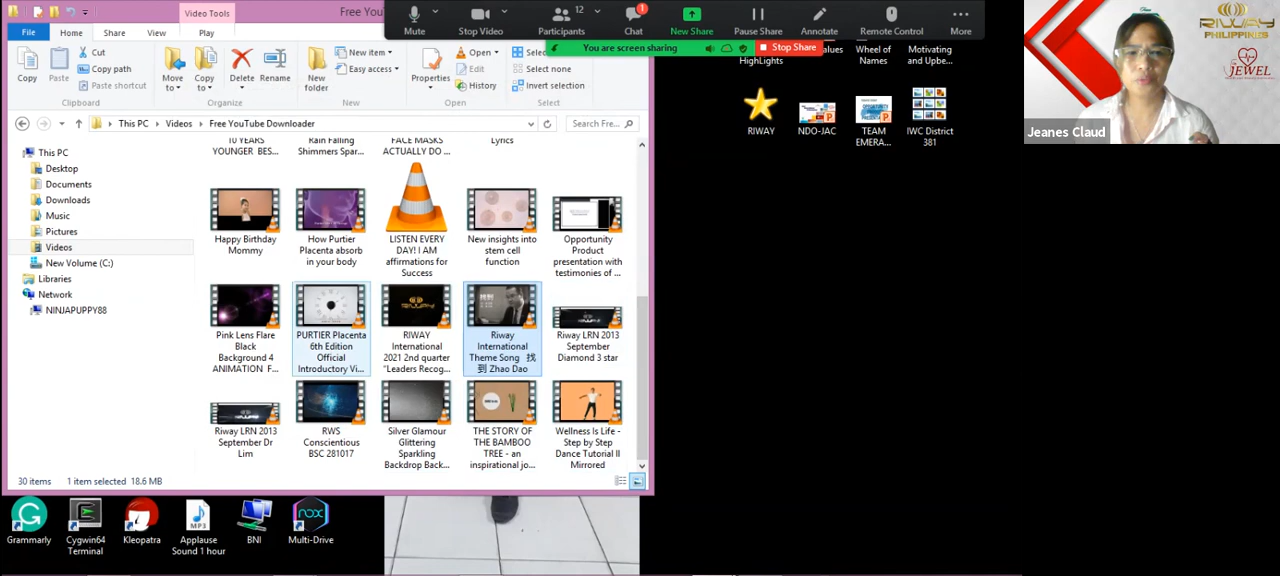 Video Tools
Free You
File
Home
Share
View
Play
Copy
Paste
Cut
Copy path
Paste shortcut
Clipboard
Move to
Copy to
Delete
Rename
Organize
New folder
New item
Easy access
New
Properties
Open
Edit
History
Open
Select none
Invert selection
Select
Mute
Stop Video
Participants
12
Chat
1
New Share
Pause Share
Annotate
Remote Control
More
You are screen sharing
Stop Share
HighLights
Wheel of Names
Motivating and Upbe...
RIWAY
NDO-JAC
TEAM EMERA...
IWC District 381
RIWAY
PHILIPPINES
JEWEL
Jeanes Claud
This PC
Videos
Free YouTube Downloader
Search Fre...
This PC
Desktop
Documents
Downloads
Music
Pictures
Videos
New Volume (C:)
Libraries
Network
NINJAPUPPY88
10 YEARS
YOUNGER BES...
Rain Falling
Shimmers Spar...
FACE MASKS
ACTUALLY DO ...
Lyrics
Happy Birthday
Mommy
How Purtier
Placenta absorb
in your body
LISTEN EVERY
DAY! I AM
affirmations for
Success
New insights into
stem cell
function
Opportunity
Product
presentation with
testimonies of ...
Pink Lens Flare
Black
Background 4
ANIMATION F...
PURTIER Placenta
6th Edition
Official
Introductory Vi...
RIWAY
International
2021 2nd quarter
"Leaders Recog...
Riway
International
Theme Song 找
到 Zhao Dao
Riway LRN 2013
September
Diamond 3 star
Riway LRN 2013
September Dr
Lim
RWS
Conscientious
BSC 281017
Silver Glamour
Glittering
Sparkling
Backdrop Back...
THE STORY OF
THE BAMBOO
TREE - an
inspirational jo...
Wellness Is Life -
Step by Step
Dance Tutorial II
Mirrored
30 items
1 item selected 18.6 MB
Grammarly
Cygwin64
Terminal
Kleopatra
MP3
Applause
Sound 1 hour
BNI
nox
Multi-Drive